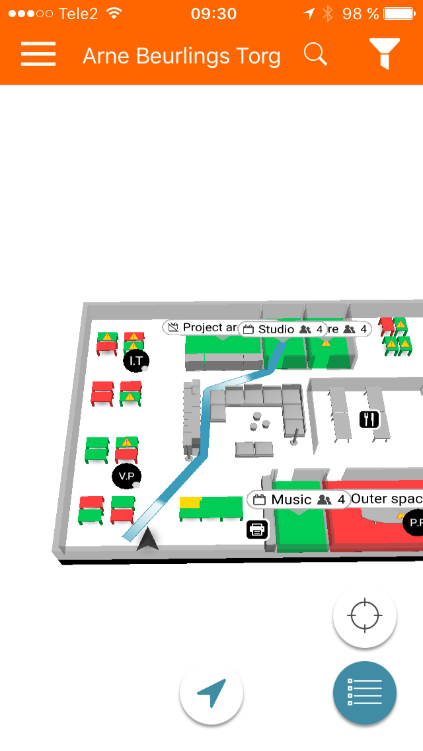 Tele2 09:30 98 %
Arne Beurlings Torg
Project ar Studio 4 re 4
I.T
V.P
Music 4 Outer spac
P.P